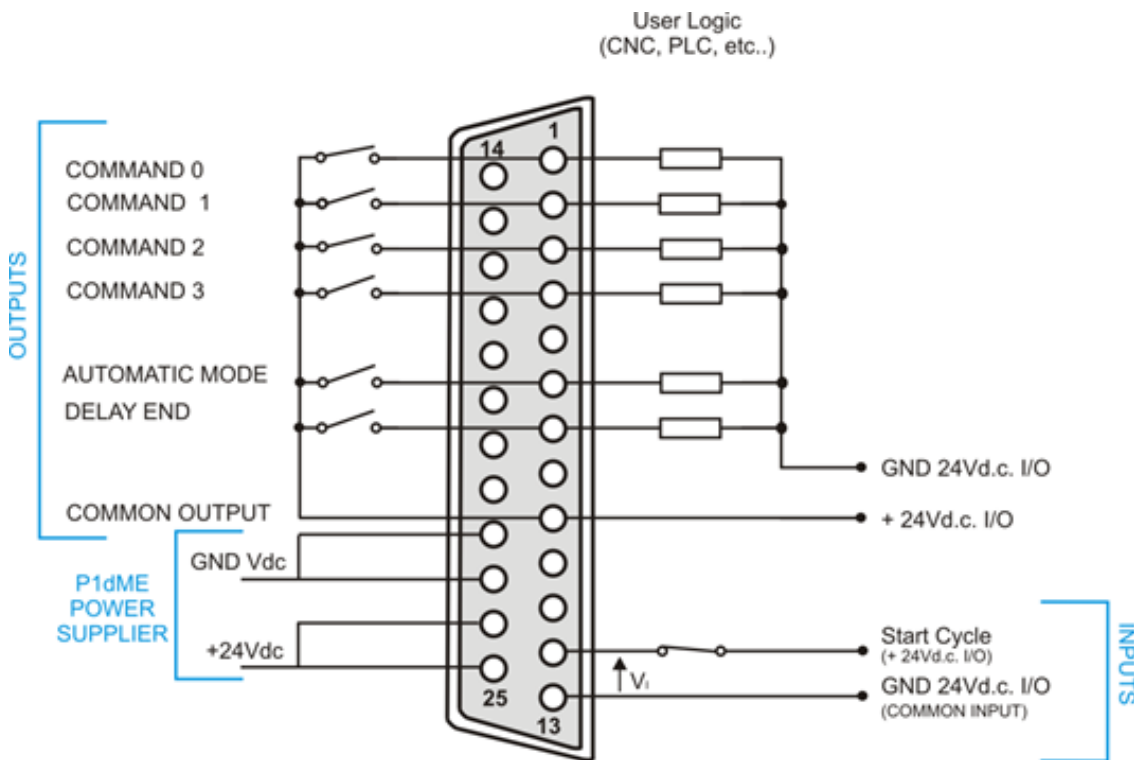 User Logic
(CNC, PLC, etc..)
OUTPUTS
COMMAND 0
COMMAND 1
COMMAND 2
COMMAND 3
AUTOMATIC MODE
DELAY END
COMMON OUTPUT
P1dME
POWER
SUPPLIER
GND Vdc
+24Vdc
14
1
25
13
GND 24Vd.c. I/O
+ 24Vd.c. I/O
Vᵢ
Start Cycle
(+ 24Vd.c. I/O)
GND 24Vd.c. I/O
(COMMON INPUT)
INPUTS